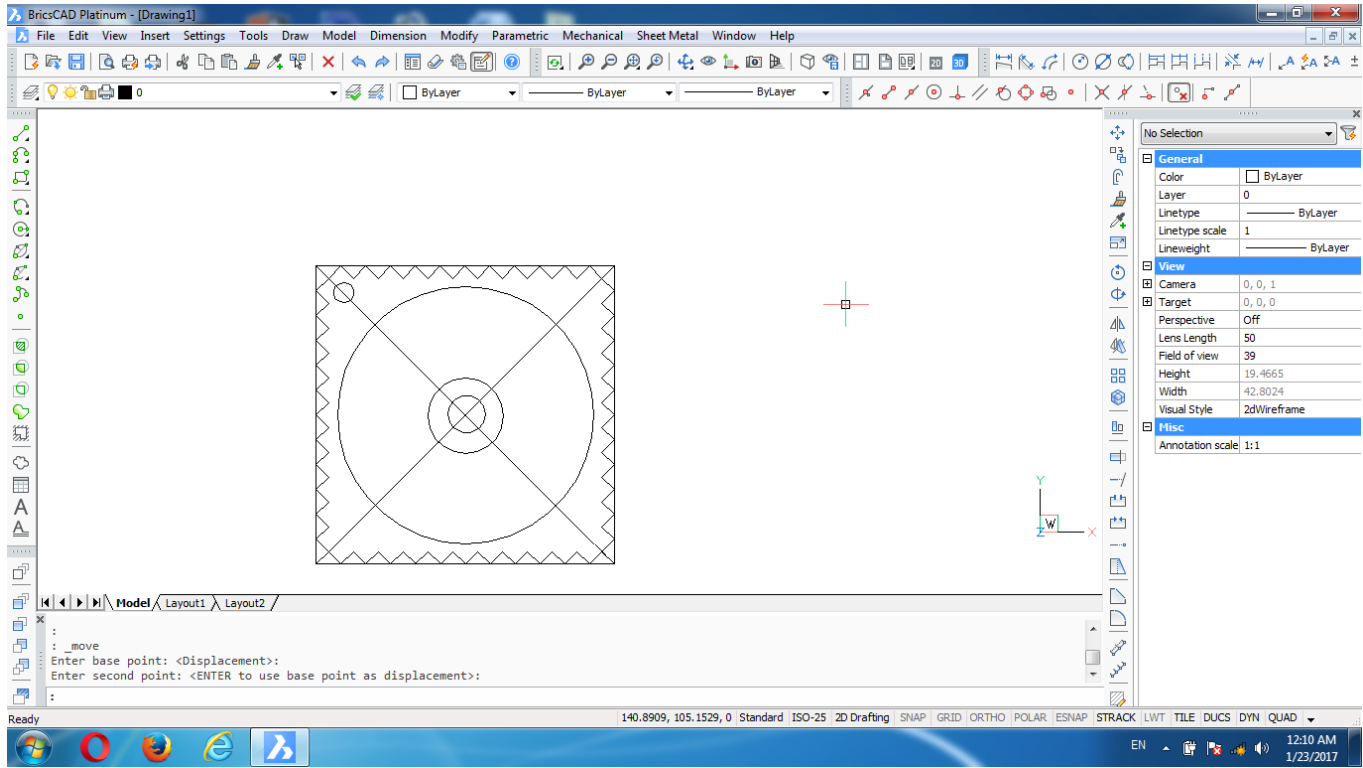 BricsCAD Platinum - [Drawing1]
File Edit View Insert Settings Tools Draw Model Dimension Modify Parametric Mechanical Sheet Metal Window Help
2D 3D
0 ByLayer ByLayer ByLayer
No Selection
General
Color ByLayer
Layer 0
Linetype ByLayer
Linetype scale 1
Lineweight ByLayer
View
Camera 0, 0, 1
Target 0, 0, 0
Perspective Off
Lens Length 50
Field of view 39
Height 19.4665
Width 42.8024
Visual Style 2dWireframe
Misc
Annotation scale 1:1
Y
W
Z X
Model Layout1 Layout2
:
: _move
Enter base point: <Displacement>:
Enter second point: <ENTER to use base point as displacement>:
:
Ready 140.8909, 105.1529, 0 Standard ISO-25 2D Drafting SNAP GRID ORTHO POLAR ESNAP STRACK LWT TILE DUCS DYN QUAD
EN 12:10 AM
1/23/2017